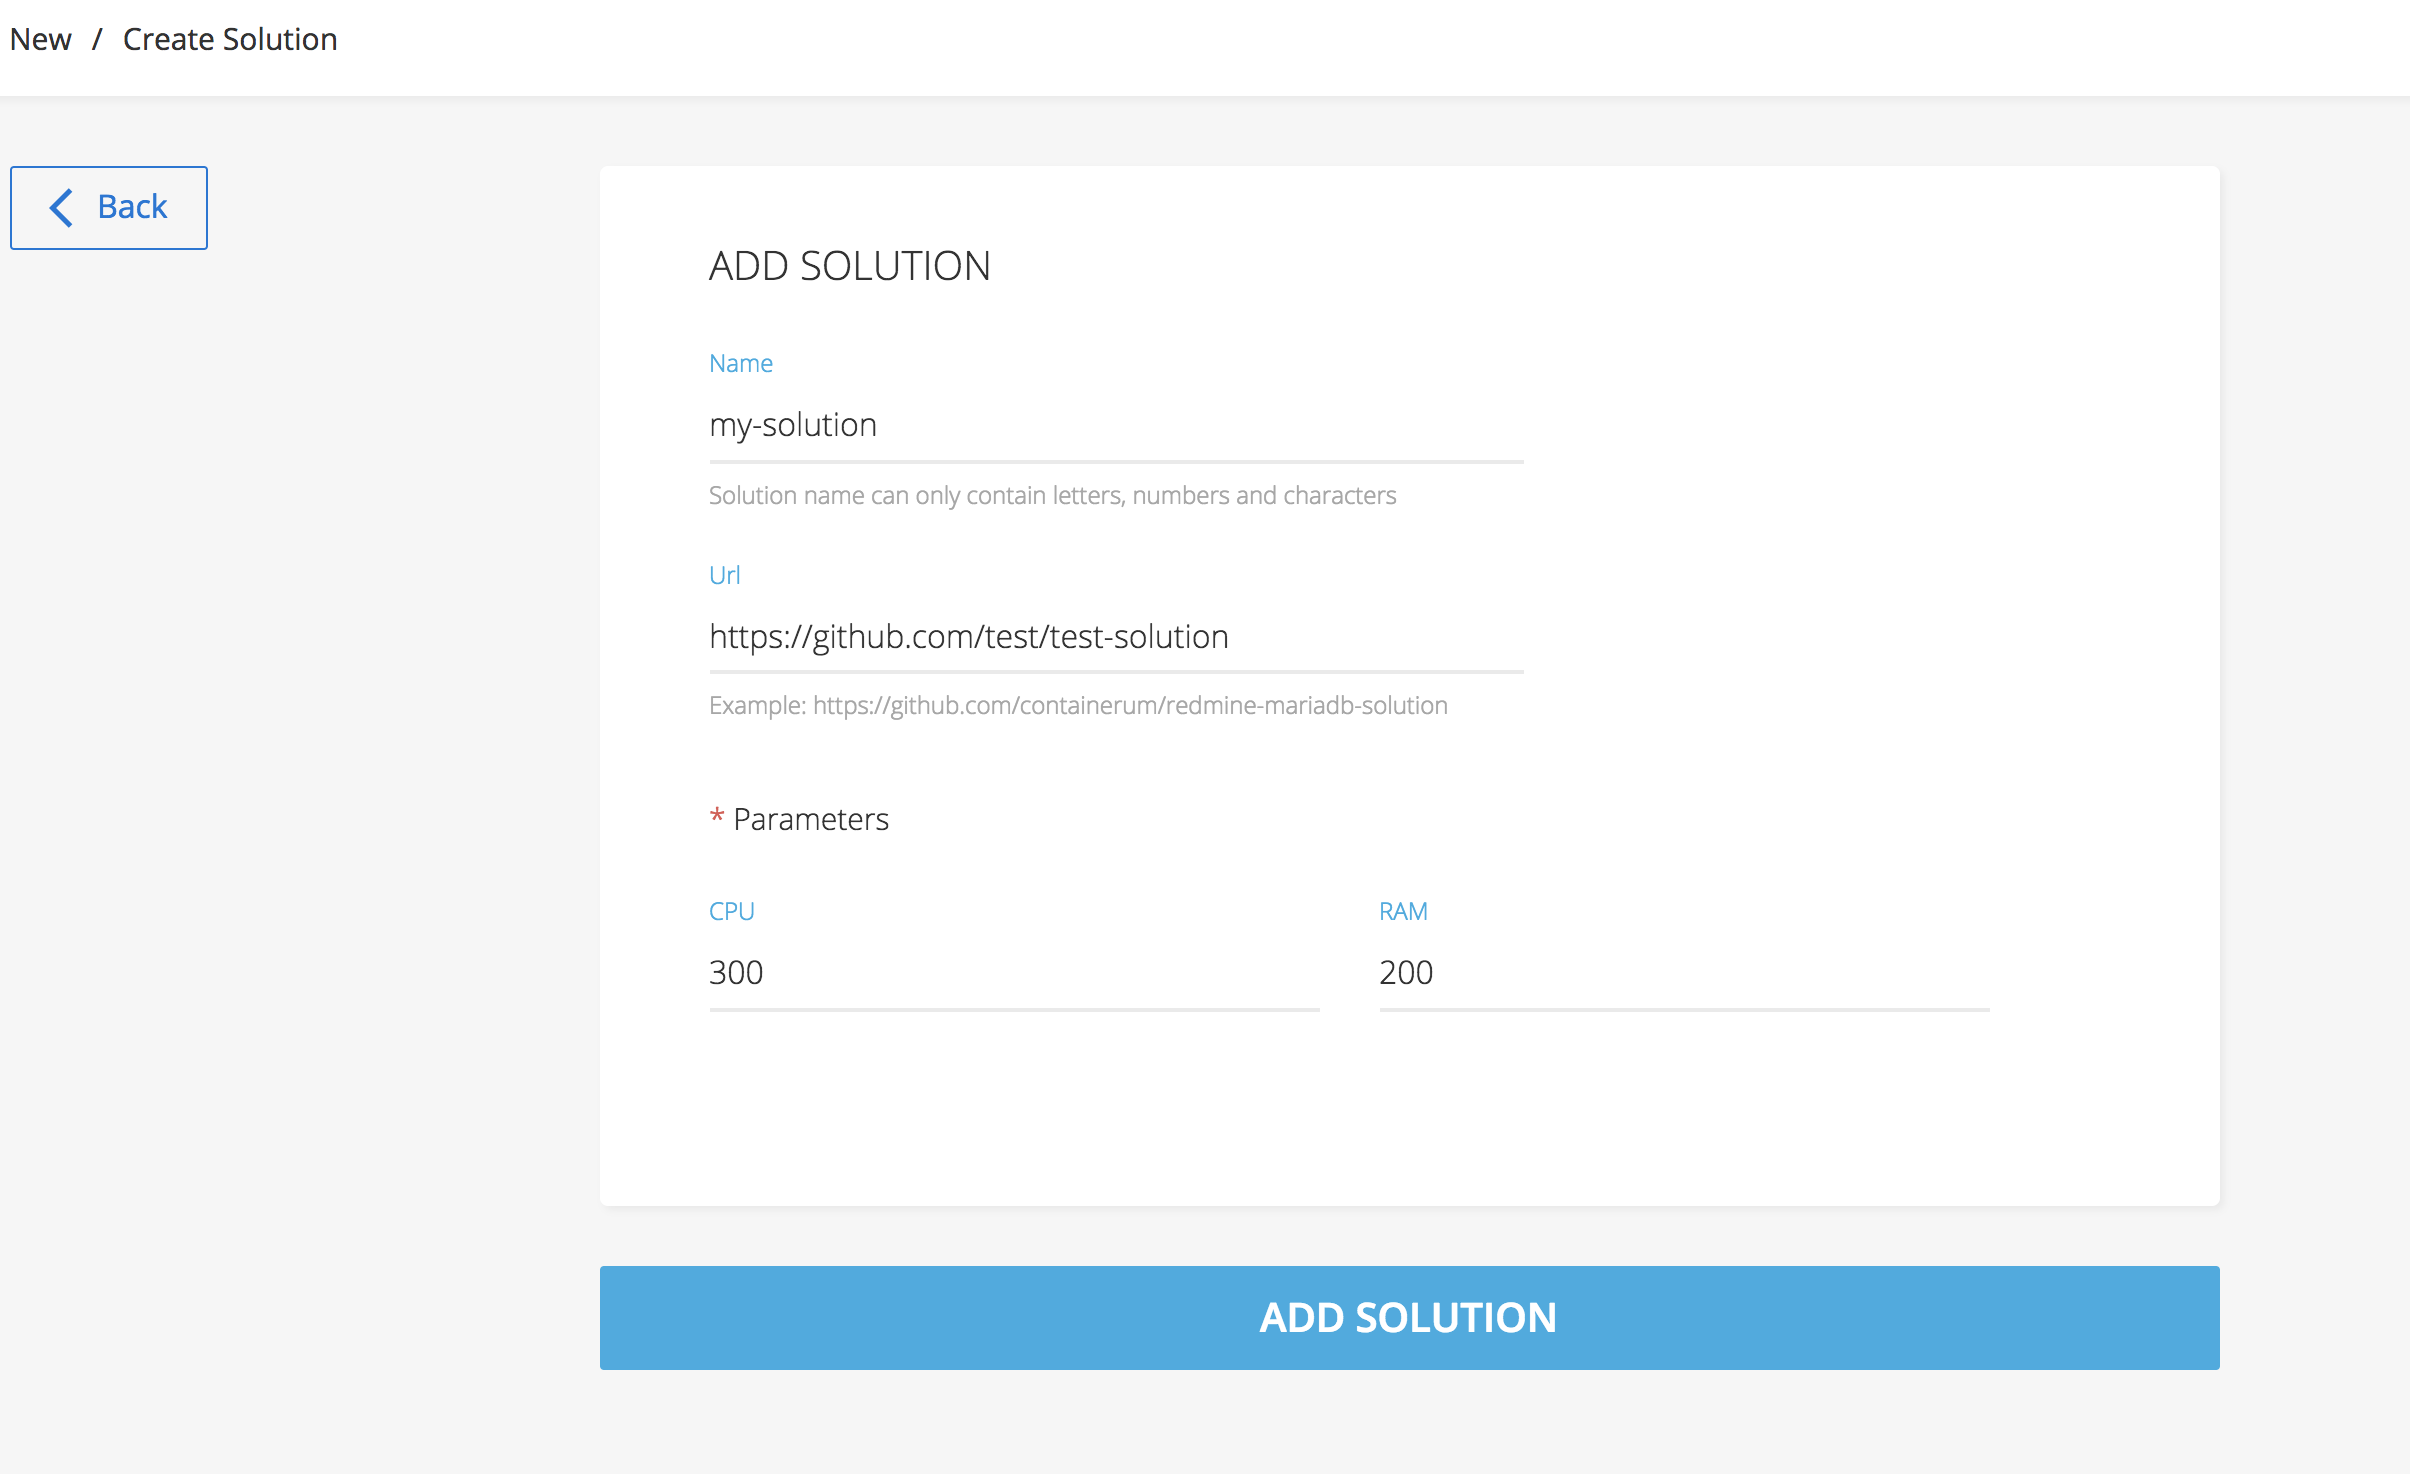 New / Create Solution
Back
ADD SOLUTION
Name
my-solution
Solution name can only contain letters, numbers and characters
Url
https://github.com/test/test-solution
Example: https://github.com/containerum/redmine-mariadb-solution
* Parameters
CPU
RAM
300
200
ADD SOLUTION